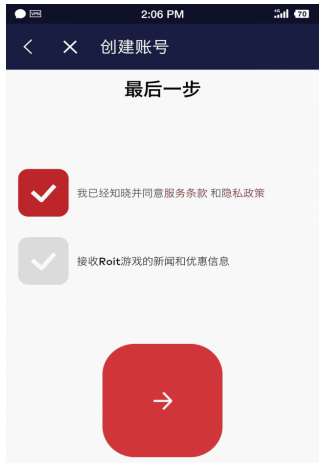 VPN 2:06 PM 4G 70
创建账号
最后一步
我已经知晓并同意服务条款 和隐私政策
接收Roit游戏的新闻和优惠信息